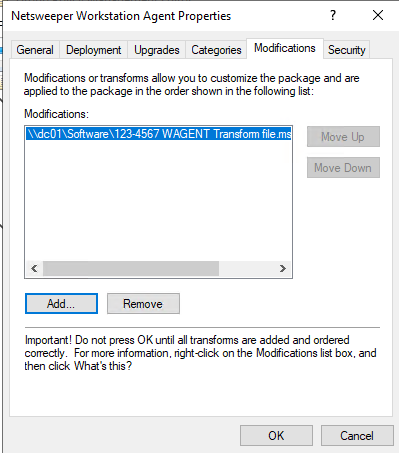 Netsweeper Workstation Agent Properties
General Deployment Upgrades Categories Modifications Security
Modifications or transforms allow you to customize the package and are
applied to the package in the order shown in the following list:
Modifications:
\\dc01\Software\123-4567 WAGENT Transform file.ms
Move Up
Move Down
Add...
Remove
Important! Do not press OK until all transforms are added and ordered
correctly. For more information, right-click on the Modifications list box, and
then click What's this?
OK
Cancel